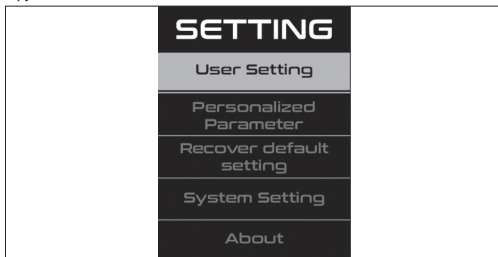 SETTING
User Setting
Personalized
Parameter
Recover default
setting
System Setting
About